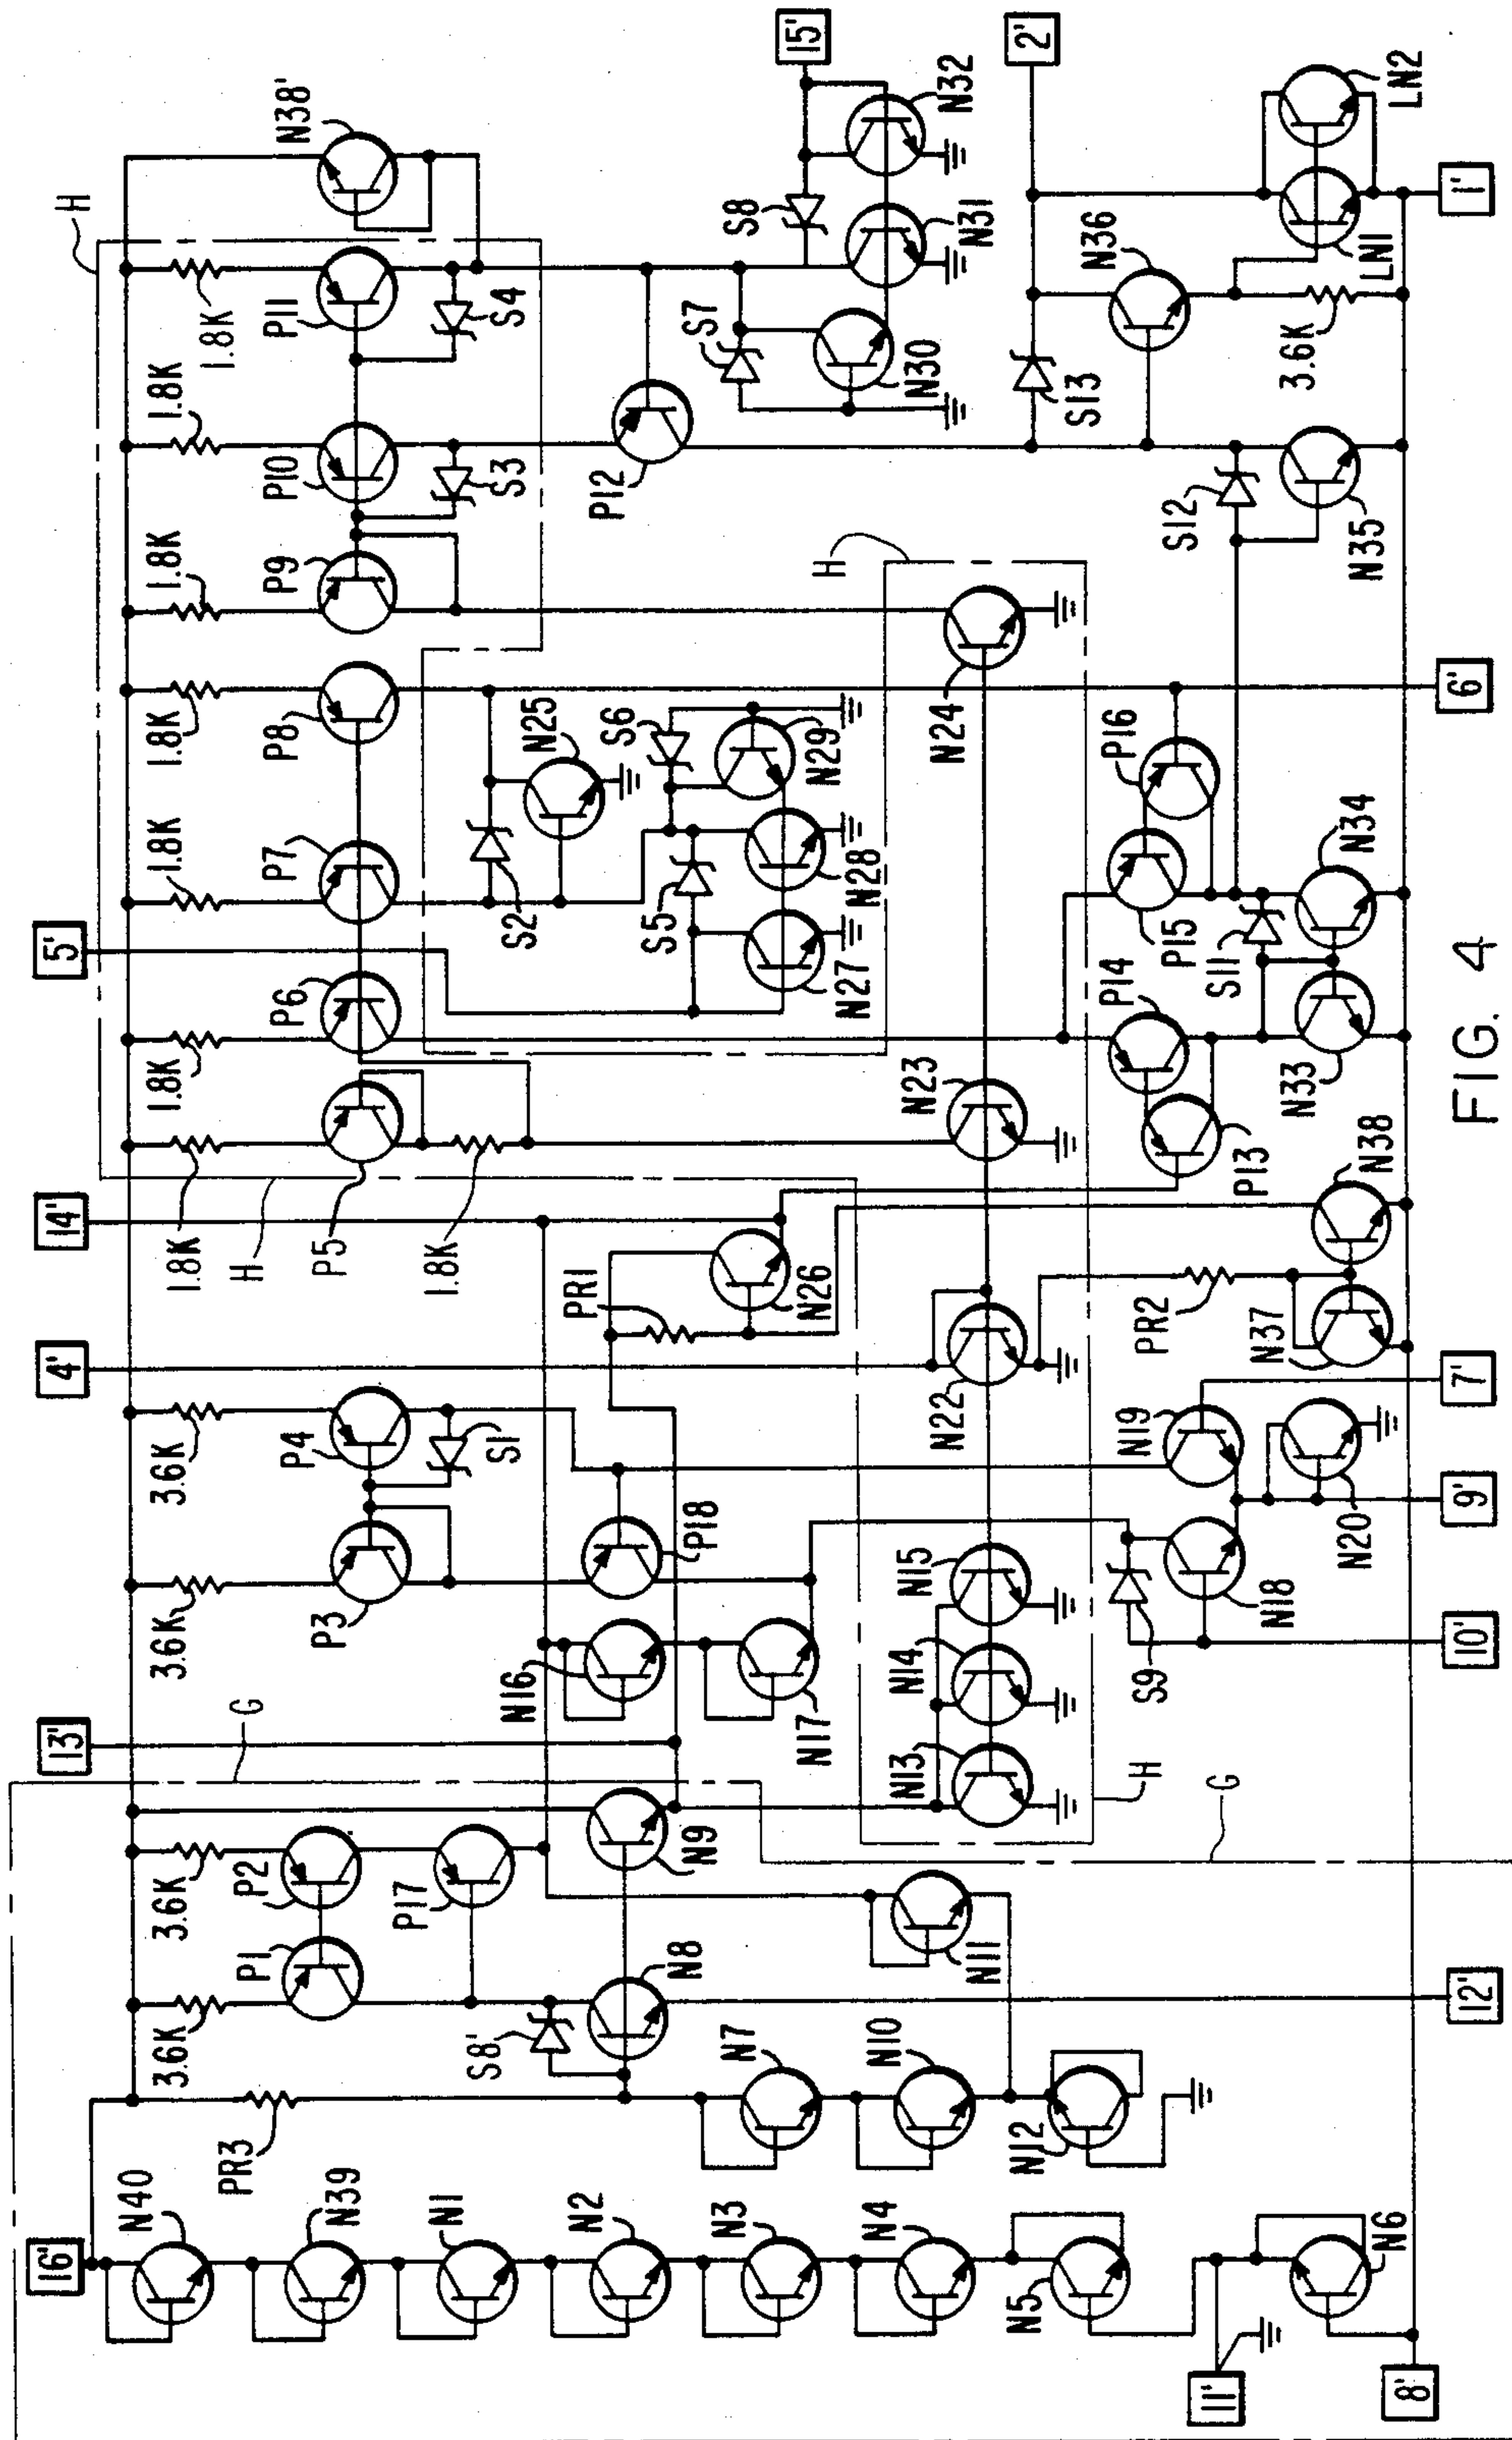 16'
N40
N39
N1
N2
N3
N4
N5
N6
11'
8'
PR3
3.6K
P1
3.6K
P2
P17
S8'
N8
N9
N7
N10
N12
N11
12'
G
G
13'
3.6K
P3
3.6K
P4
S1
N16
N17
P18
N13
N14
N15
H
S9
N18
N19
N20
10'
9'
7'
4'
14'
PR1
N26
N22
PR2
N37
N38
1.8K
H
P5
1.8K
1.8K
P6
5'
1.8K
P7
1.8K
P8
S2
N25
S5
S6
N27
N28
N29
N23
N24
P13
P14
P15
P16
S11
N33
N34
6'
H
1.8K
P9
1.8K
P10
S3
1.8K
P11
S4
H
N38'
P12
S7
N30
S8
N31
N32
15'
2'
S13
N36
S12
N35
3.6K
LN1
LN2
1'
FIG. 4